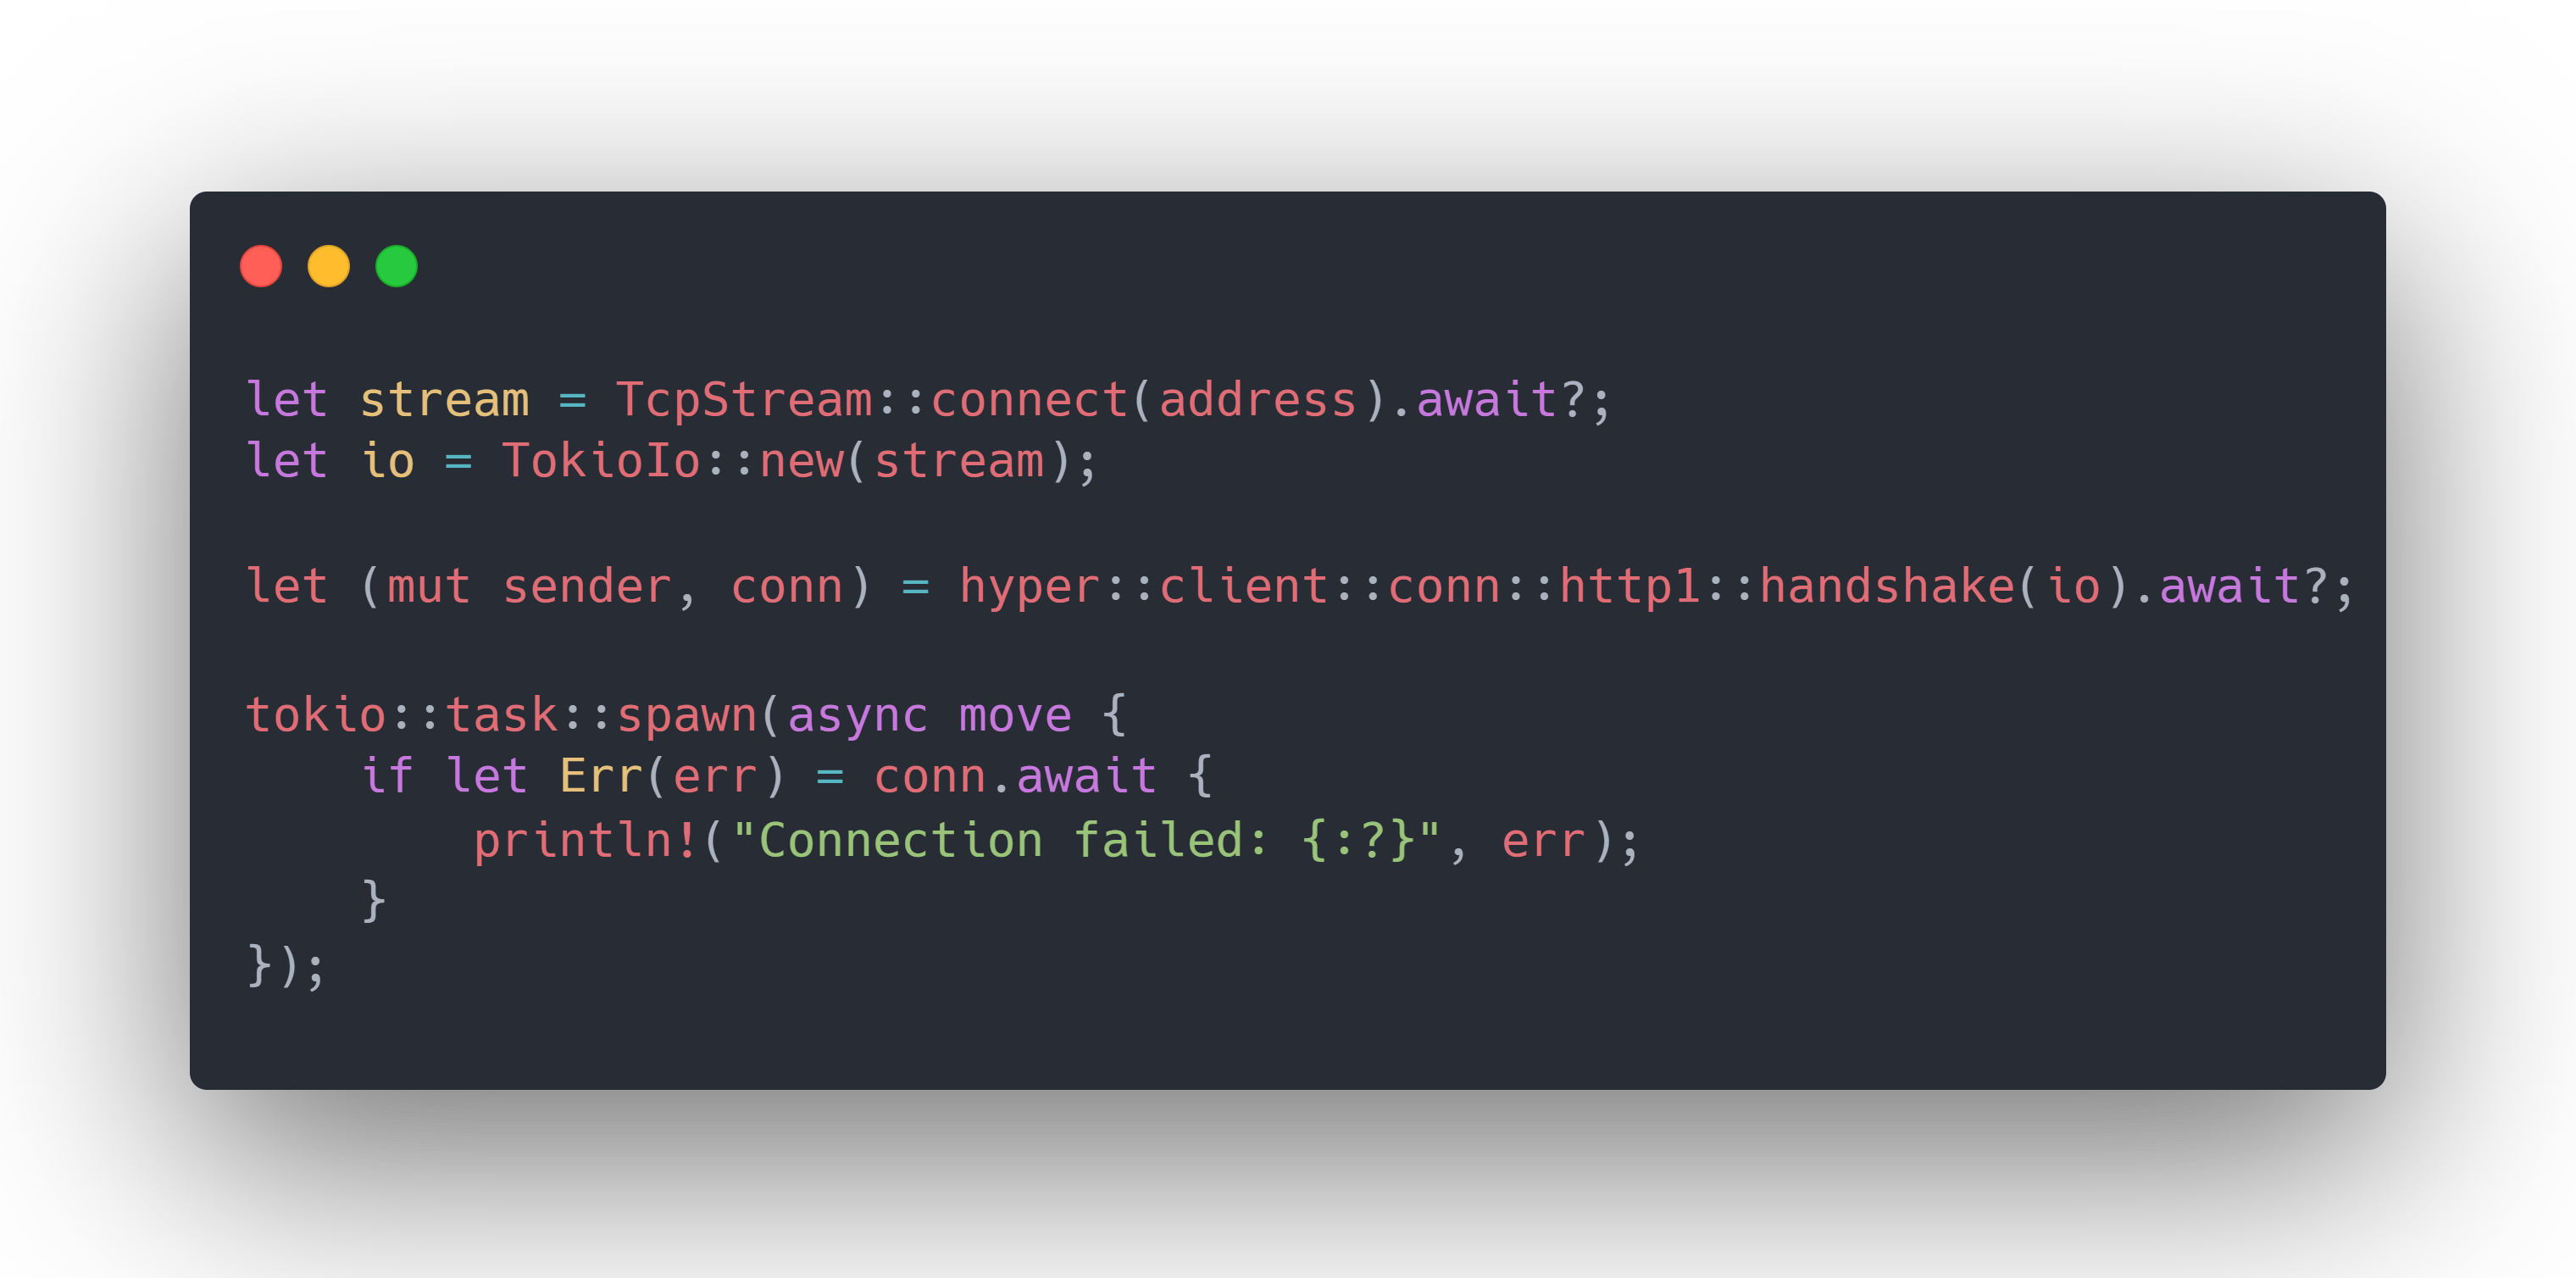 let stream = TcpStream::connect(address).await?;
let io = TokioIo::new(stream);
let (mut sender, conn) = hyper::client::conn::http1::handshake(io).await?;
tokio::task::spawn(async move {
    if let Err(err) = conn.await {
        println!("Connection failed: {:?}", err);
    }
});